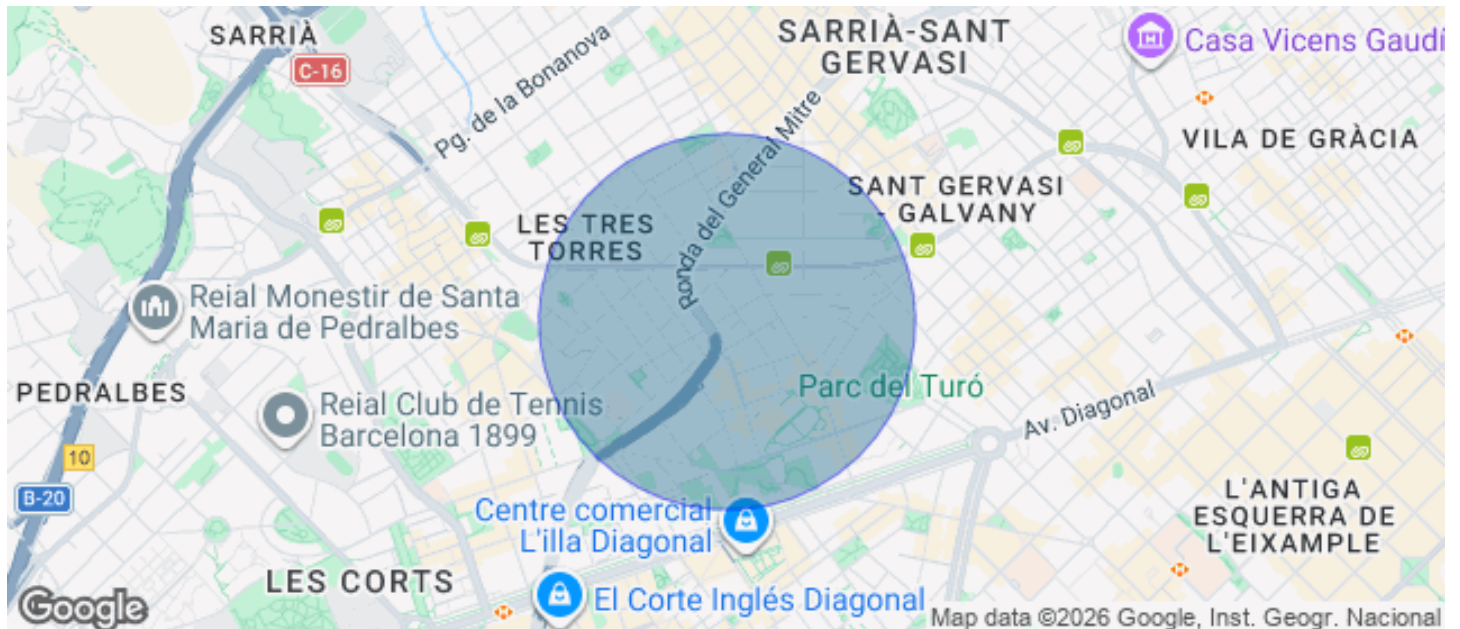 SARRIÀ
C-16
Pg. de la Bonanova
SARRIÀ-SANT
GERVASI
Casa Vicens Gaudí
VILA DE GRÀCIA
Ronda del General Mitre
SANT GERVASI
- GALVANY
LES TRES
TORRES
Reial Monestir de Santa
Maria de Pedralbes
PEDRALBES
Reial Club de Tennis
Barcelona 1899
Parc del Turó
Av. Diagonal
10
B-20
Centre comercial
L'illa Diagonal
L'ANTIGA
ESQUERRA DE
L'EIXAMPLE
LES CORTS
El Corte Inglés Diagonal
Google
Map data ©2026 Google, Inst. Geogr. Nacional